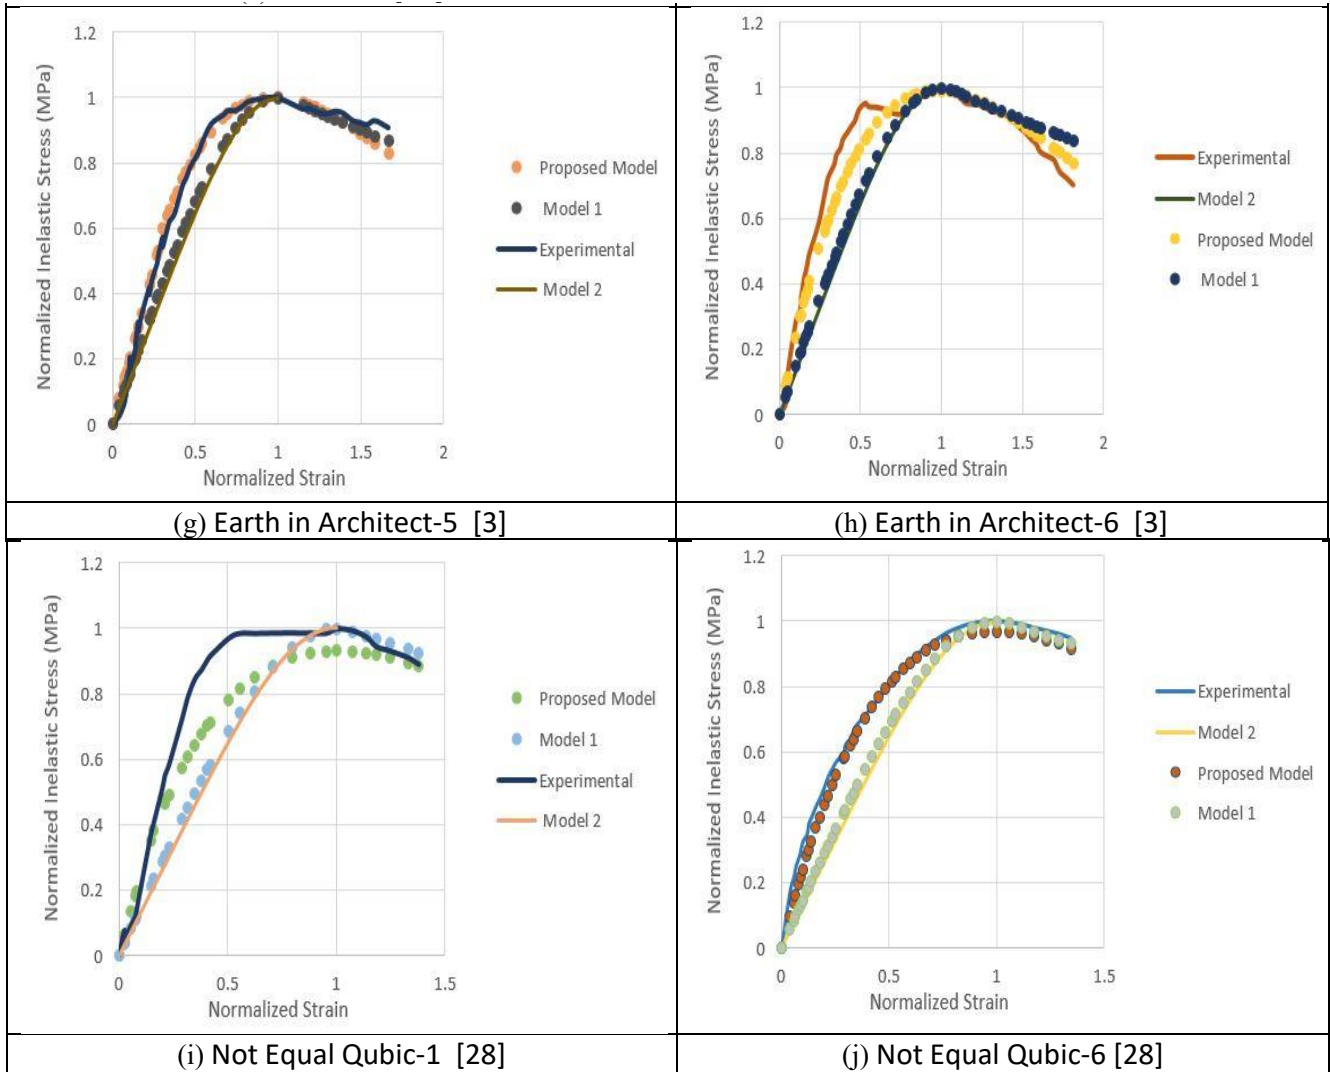 Normalized Inelastic Stress (MPa)
1.2
1
0.8
0.6
0.4
0.2
0
0 0.5 1 1.5 2
Normalized Strain
Proposed Model
Model 1
Experimental
Model 2
Normalized Inelastic Stress (MPa)
1.2
1
0.8
0.6
0.4
0.2
0
0 0.5 1 1.5 2
Normalized Strain
Experimental
Model 2
Proposed Model
Model 1
(g) Earth in Architect-5 [3]
(h) Earth in Architect-6 [3]
Normalized Inelastic Stress (MPa)
1.2
1
0.8
0.6
0.4
0.2
0
0 0.5 1 1.5
Normalized Strain
Proposed Model
Model 1
Experimental
Model 2
Normalized Inelastic Stress (MPa)
1.2
1
0.8
0.6
0.4
0.2
0
0 0.5 1 1.5
Normalized Strain
Experimental
Model 2
Proposed Model
Model 1
(i) Not Equal Qubic-1 [28]
(j) Not Equal Qubic-6 [28]